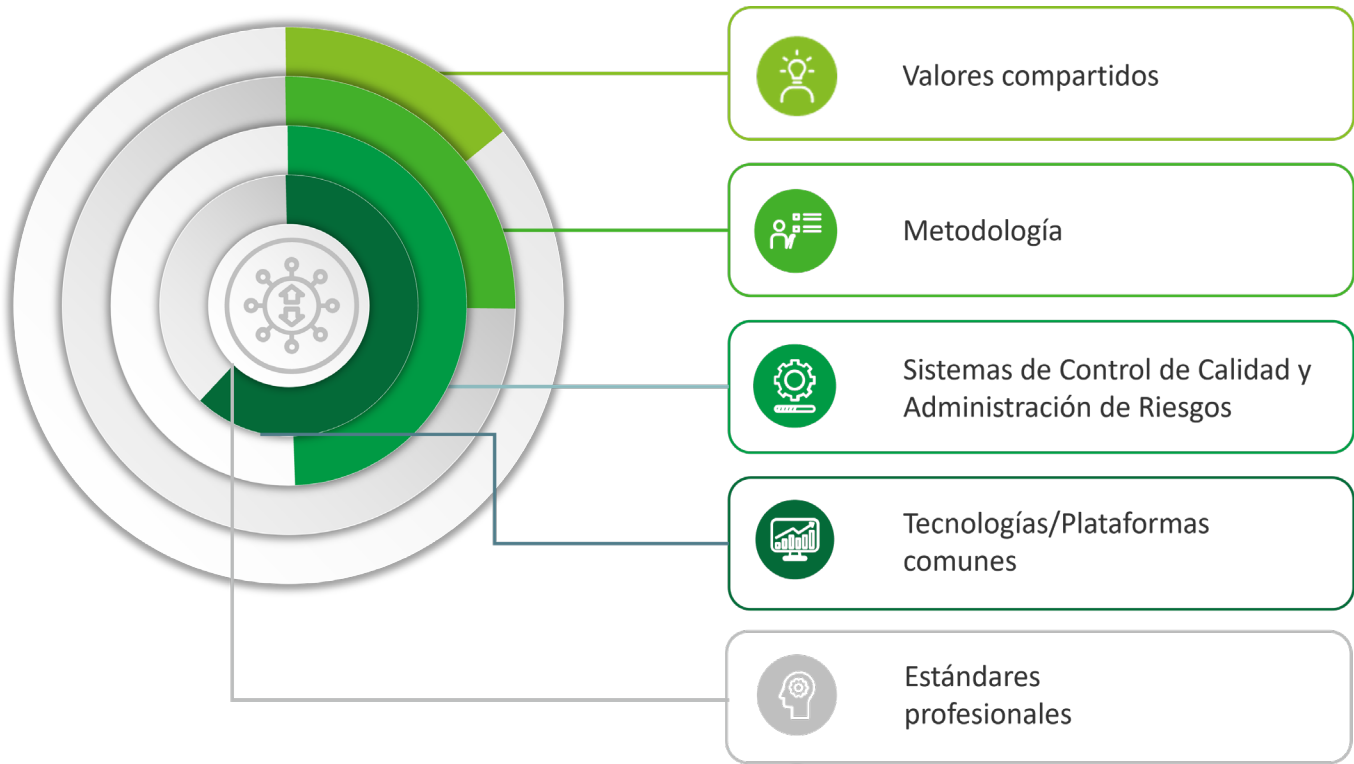 Valores compartidos
Metodología
Sistemas de Control de Calidad y
Administración de Riesgos
Tecnologías/Plataformas
comunes
Estándares
profesionales